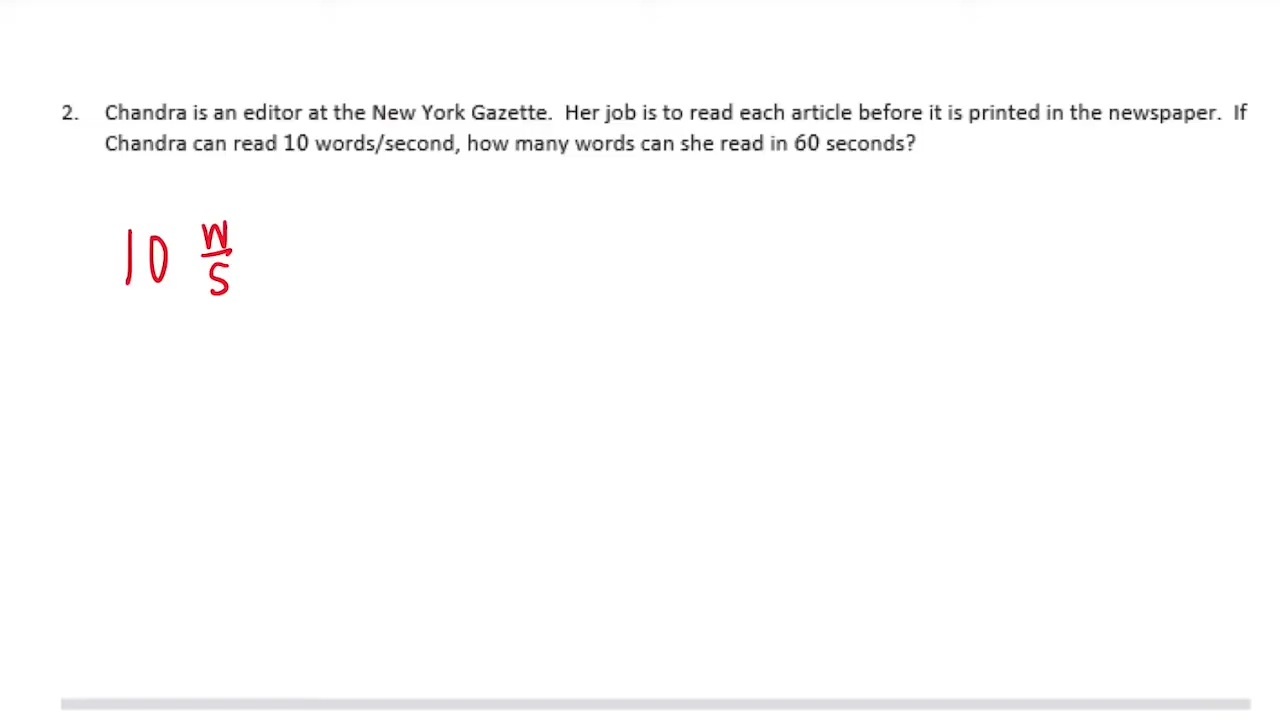 2. Chandra is an editor at the New York Gazette. Her job is to read each article before it is printed in the newspaper. If
Chandra can read 10 words/second, how many words can she read in 60 seconds?
10 W/S